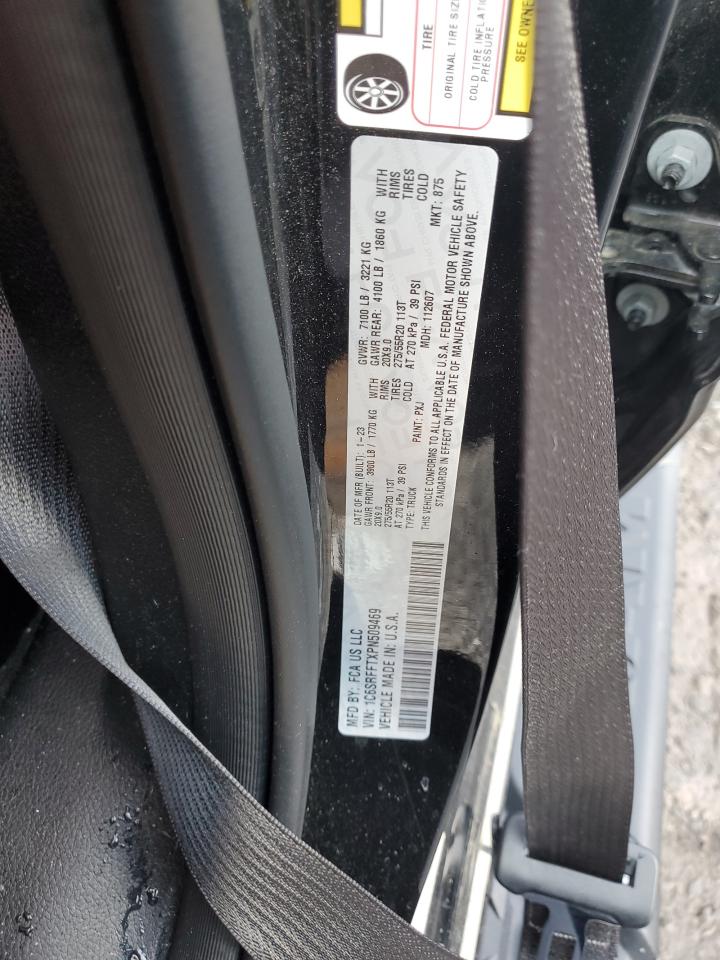 TIRE
ORIGINAL TIRE SIZE
COLD TIRE INFLATION
PRESSURE
SEE OWNE
MFD BY: FCA US LLC
VIN: 1C6SRFFTXPN509469
VEHICLE MADE IN: U.S.A.
DATE OF MFR (BUILT): 1-23
GAWR FRONT: 3900 LB / 1770 KG WITH
20X9.0 RIMS
275/55R20 113T TIRES
AT 270 kPa / 39 PSI COLD
TYPE: TRUCK PAINT: PXJ
GVWR: 7100 LB / 3221 KG
GAWR REAR: 4100 LB / 1860 KG WITH
20X9.0 RIMS
275/55R20 113T TIRES
AT 270 kPa / 39 PSI COLD
MDH: 112607 MKT: 875
THIS VEHICLE CONFORMS TO ALL APPLICABLE U.S.A. FEDERAL MOTOR VEHICLE SAFETY
STANDARDS IN EFFECT ON THE DATE OF MANUFACTURE SHOWN ABOVE.